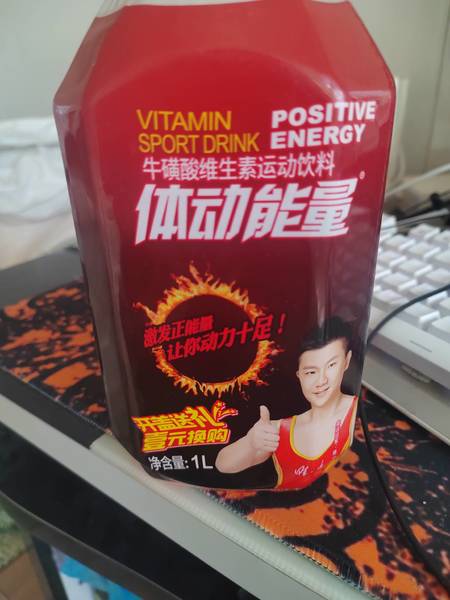 VITAMIN
SPORT DRINK
POSITIVE
ENERGY
牛磺酸维生素运动饮料
体动能量
激发正能量
让你动力十足！
开盖送礼
壹元换购
净含量:1L